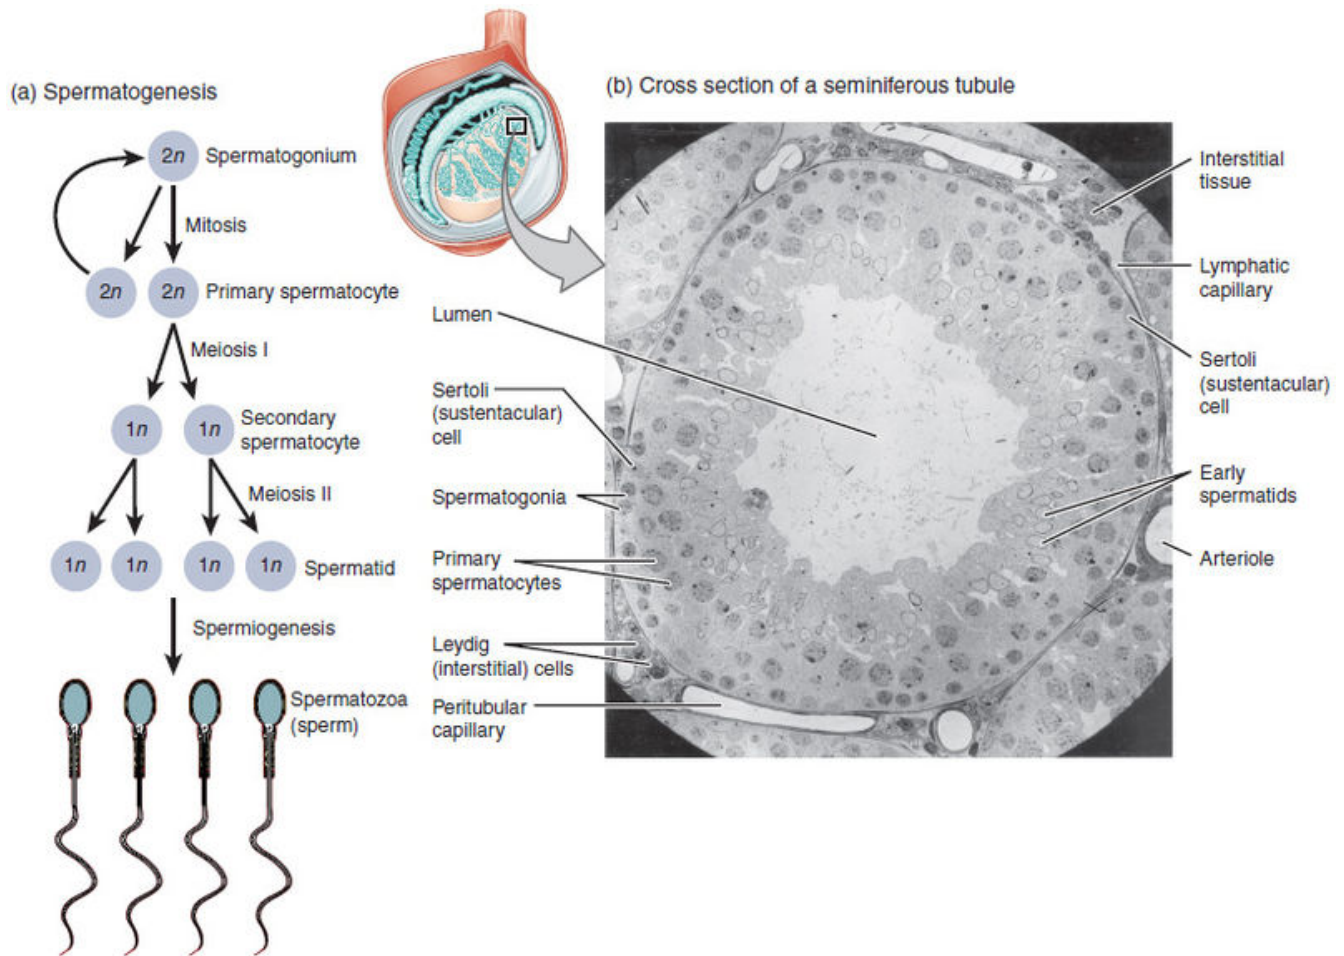 (a) Spermatogenesis
2n
Spermatogonium
Mitosis
2n
2n
Primary spermatocyte
Meiosis I
1n
1n
Secondary
spermatocyte
Meiosis II
1n
1n
1n
1n
Spermatid
Spermiogenesis
Spermatozoa
(sperm)
(b) Cross section of a seminiferous tubule
Lumen
Sertoli
(sustentacular)
cell
Spermatogonia
Primary
spermatocytes
Leydig
(interstitial) cells
Peritubular
capillary
Interstitial
tissue
Lymphatic
capillary
Sertoli
(sustentacular)
cell
Early
spermatids
Arteriole